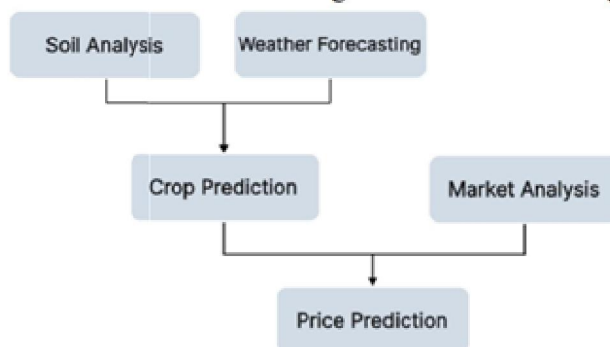 Soil Analysis
Weather Forecasting
Crop Prediction
Market Analysis
Price Prediction